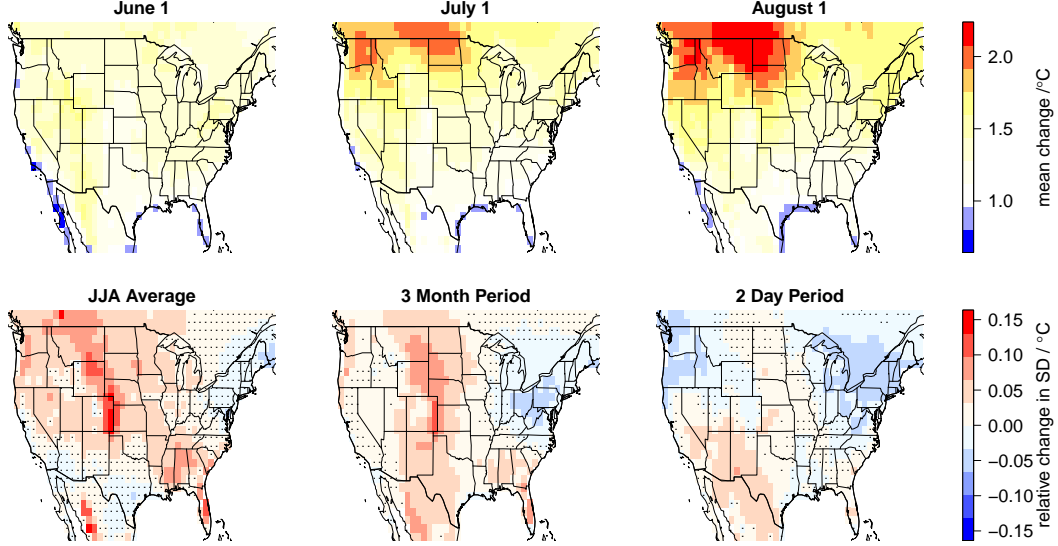 June 1
July 1
August 1
2.0
1.5
1.0
mean change /°C
JJA Average
3 Month Period
2 Day Period
0.15
0.10
0.05
0.00
−0.05
−0.10
−0.15
relative change in SD / °C